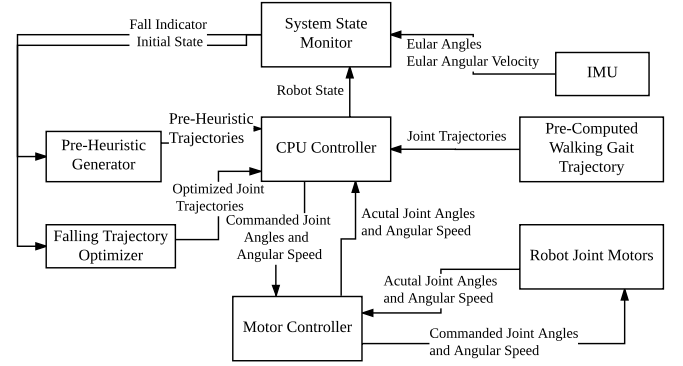 Fall Indicator
Initial State
System State
Monitor
Eular Angles
Eular Angular Velocity
IMU
Robot State
Pre-Heuristic
Trajectories
Pre-Heuristic
Generator
CPU Controller
Joint Trajectories
Pre-Computed
Walking Gait
Trajectory
Optimized Joint
Trajectories
Falling Trajectory
Optimizer
Commanded Joint
Angles and
Angular Speed
Acutal Joint Angles
and Angular Speed
Robot Joint Motors
Acutal Joint Angles
and Angular Speed
Motor Controller
Commanded Joint Angles
and Angular Speed